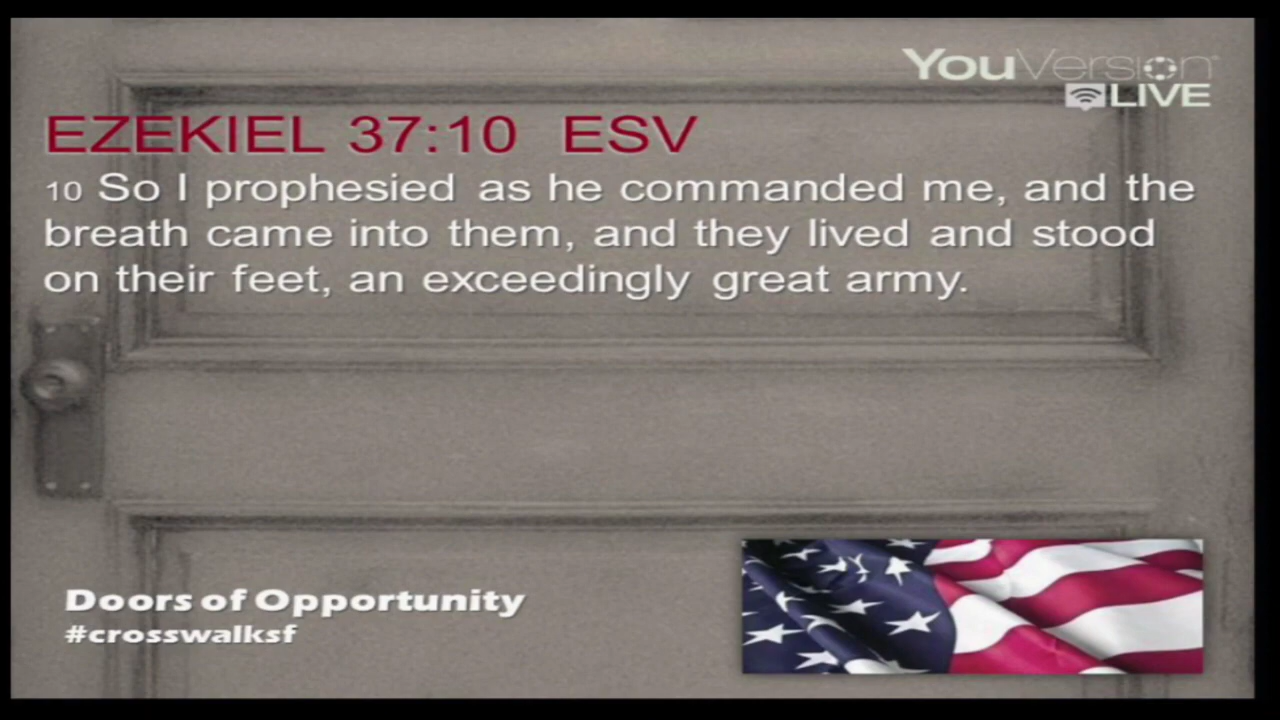 YouVersion
LIVE
EZEKIEL 37:10 ESV
10 So I prophesied as he commanded me, and the
breath came into them, and they lived and stood
on their feet, an exceedingly great army.
Doors of Opportunity
#crosswalksf